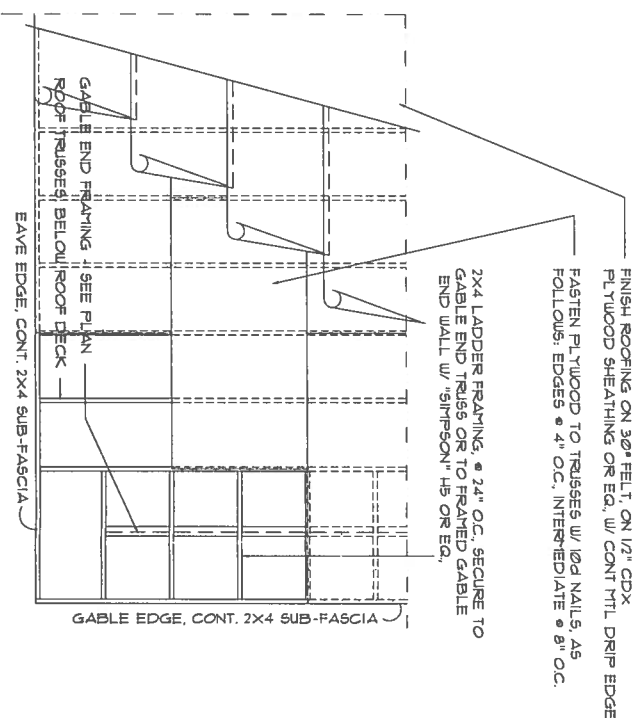 FINISH ROOFING ON 30# FELT, ON 1/2" CDX
PLYWOOD SHEATHING OR EQ., W/ CONT MTL DRIP EDGE
FASTEN PLYWOOD TO TRUSSES W/ 10d NAILS, AS
FOLLOWS: EDGES @ 4" O.C., INTERMEDIATE @ 8" O.C.
2X4 LADDER FRAMING, @ 24" O.C., SECURE TO
GABLE END TRUSS OR TO FRAMED GABLE
END WALL W/ "SIMPSON" H5 OR EQ.,
GABLE END FRAMING - SEE PLAN
ROOF TRUSSES BELOW ROOF DECK
EAVE EDGE, CONT. 2X4 SUB-FASCIA
GABLE EDGE, CONT. 2X4 SUB-FASCIA